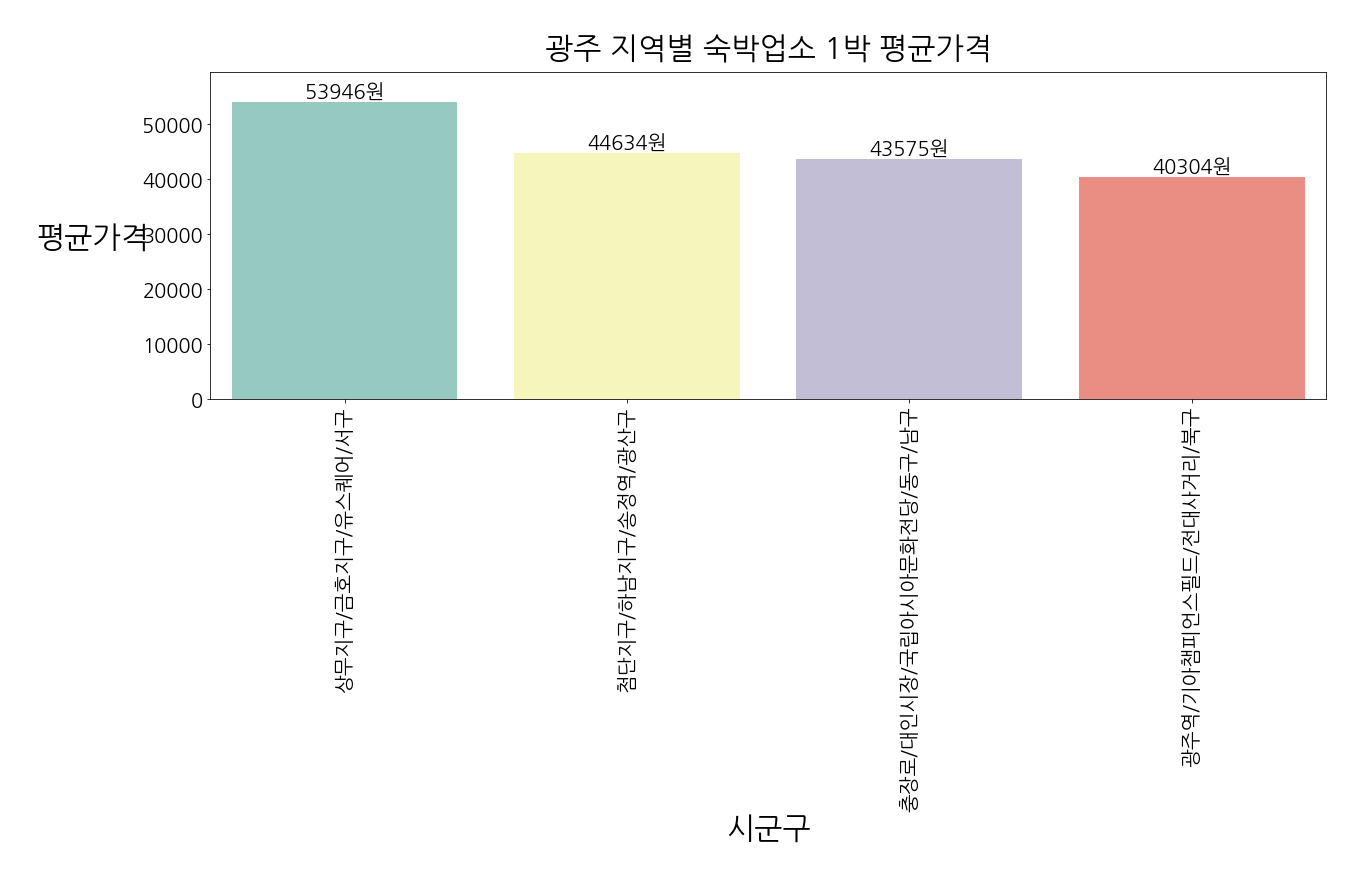 광주 지역별 숙박업소 1박 평균가격
53946원
44634원
43575원
40304원
평균가격
50000
40000
30000
20000
10000
0
상무지구/금호지구/유스퀘어/서구
첨단지구/하남지구/송정역/광산구
충장로/대인시장/국립아시아문화전당/동구/남구
광주역/기아챔피언스필드/전대사거리/북구
시군구